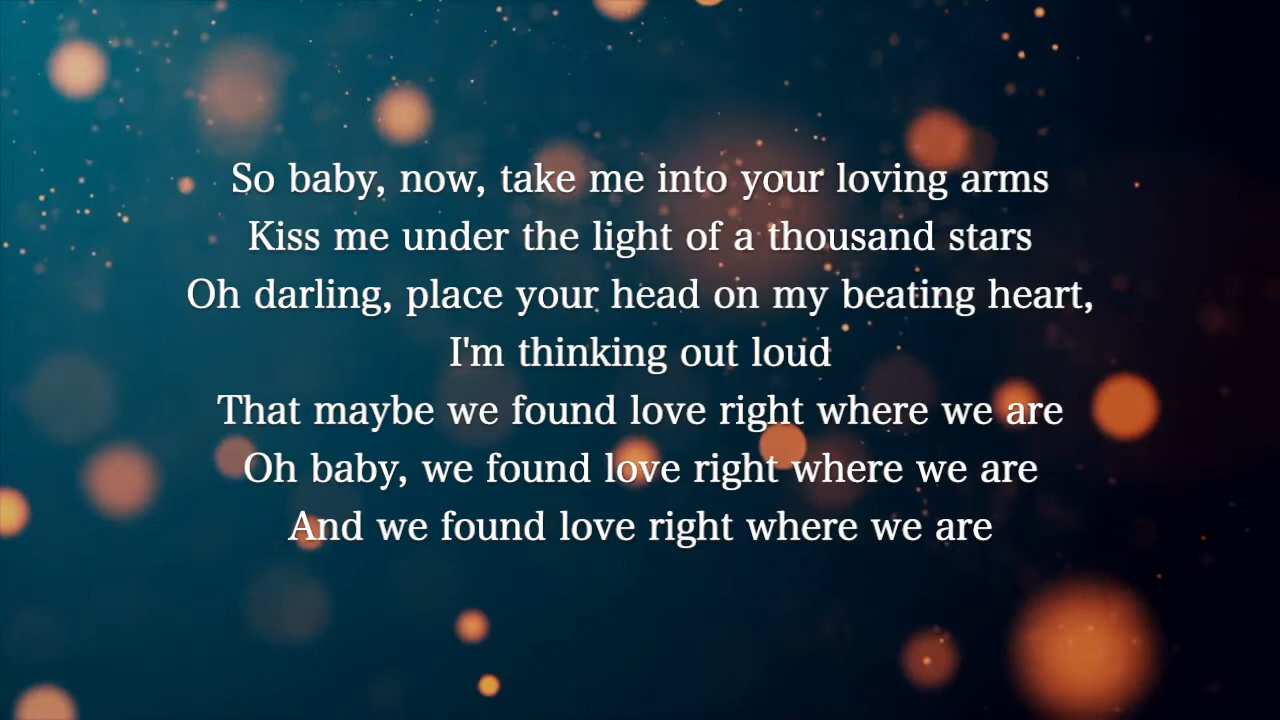 So baby, now, take me into your loving arms
Kiss me under the light of a thousand stars
Oh darling, place your head on my beating heart,
I'm thinking out loud
That maybe we found love right where we are
Oh baby, we found love right where we are
And we found love right where we are